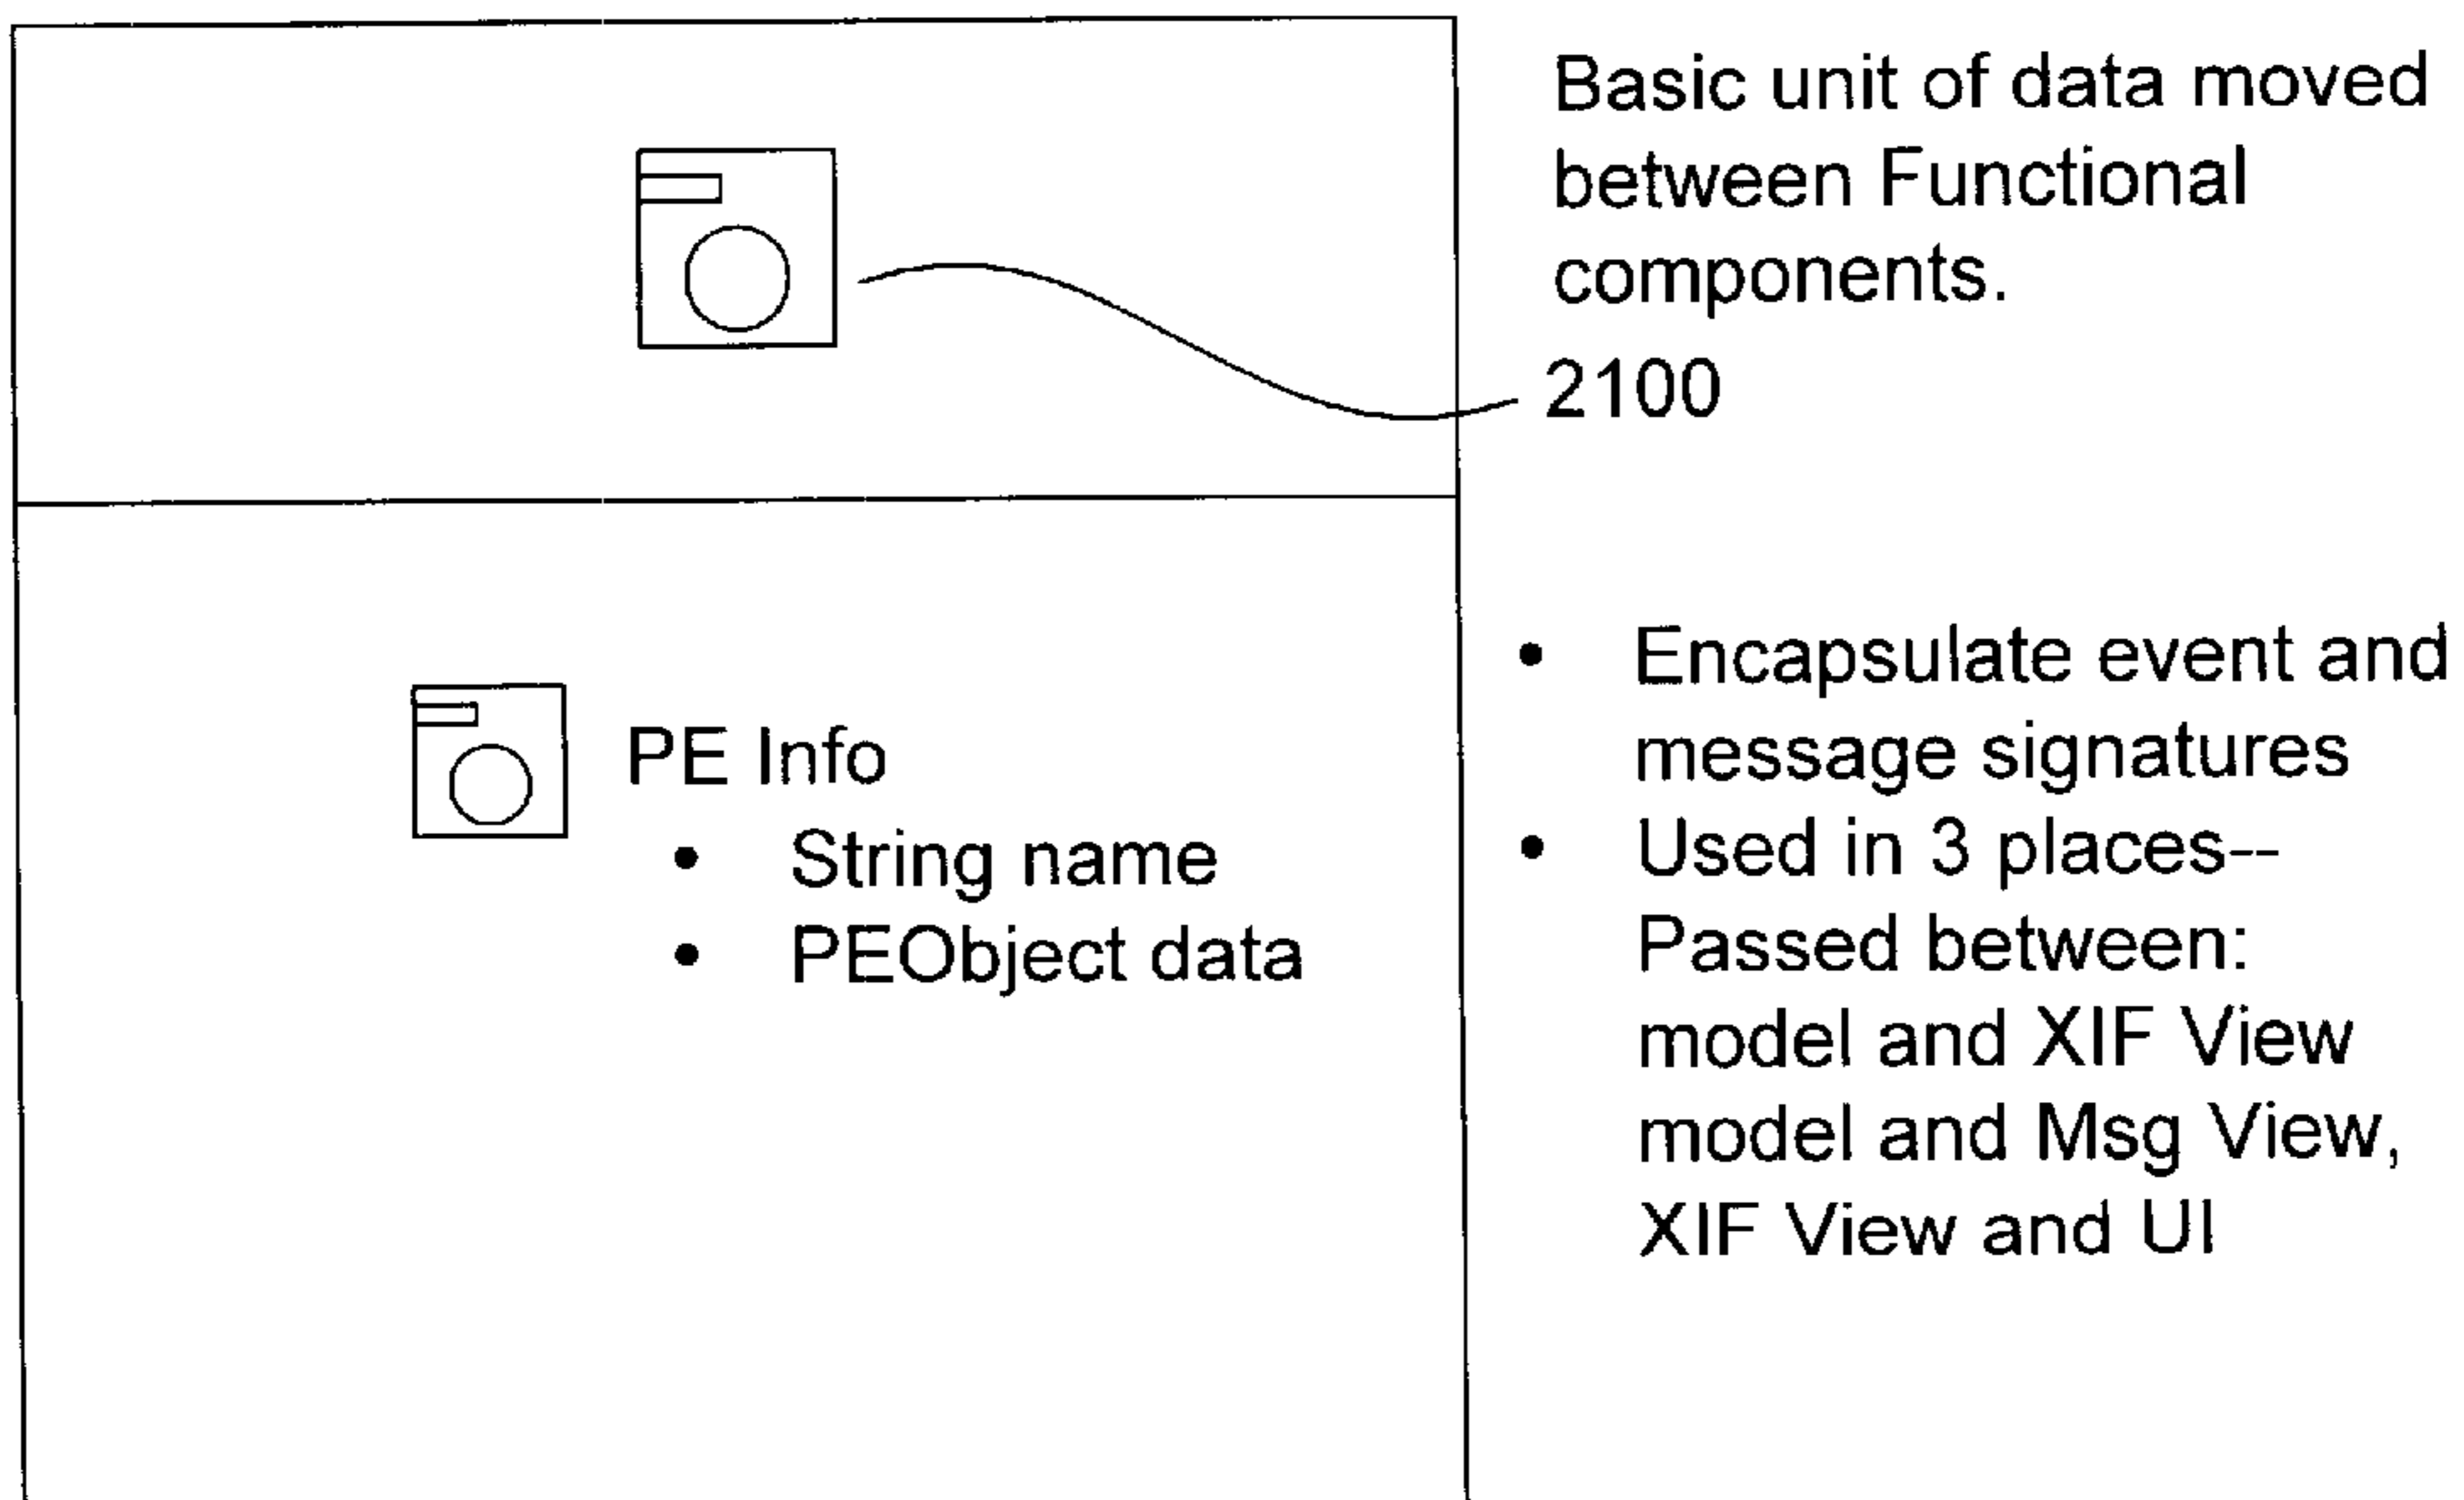 Basic unit of data moved
between Functional
components.
2100
PE Info
• String name
• PEObject data
• Encapsulate event and
message signatures
• Used in 3 places--
Passed between:
model and XIF View
model and Msg View,
XIF View and UI